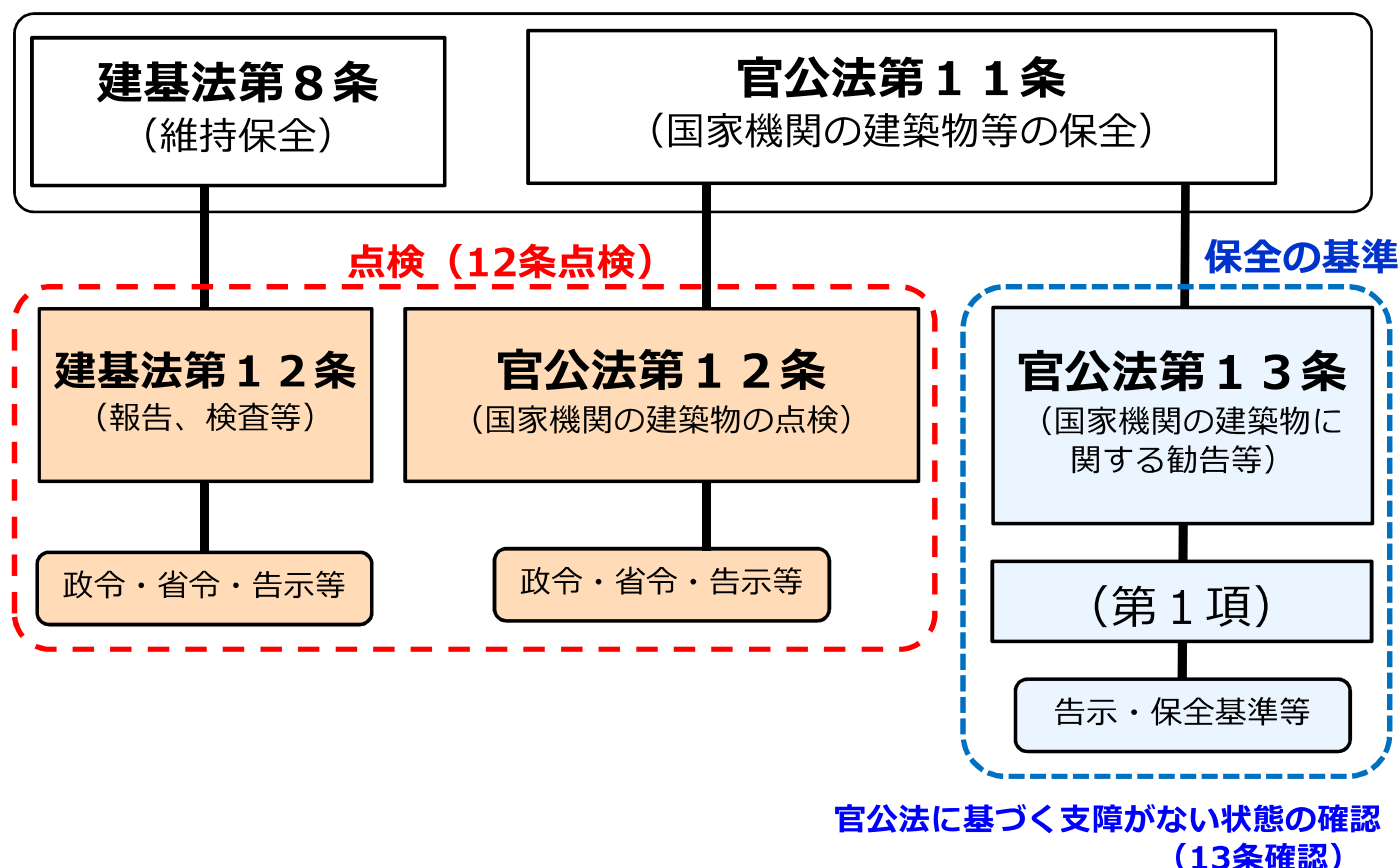 建基法第８条
（維持保全）
官公法第１１条
（国家機関の建築物等の保全）
点検（12条点検）
保全の基準
建基法第１２条
（報告、検査等）
官公法第１２条
（国家機関の建築物の点検）
官公法第１３条
（国家機関の建築物に
関する勧告等）
政令・省令・告示等
政令・省令・告示等
（第１項）
告示・保全基準等
官公法に基づく支障がない状態の確認
（13条確認）